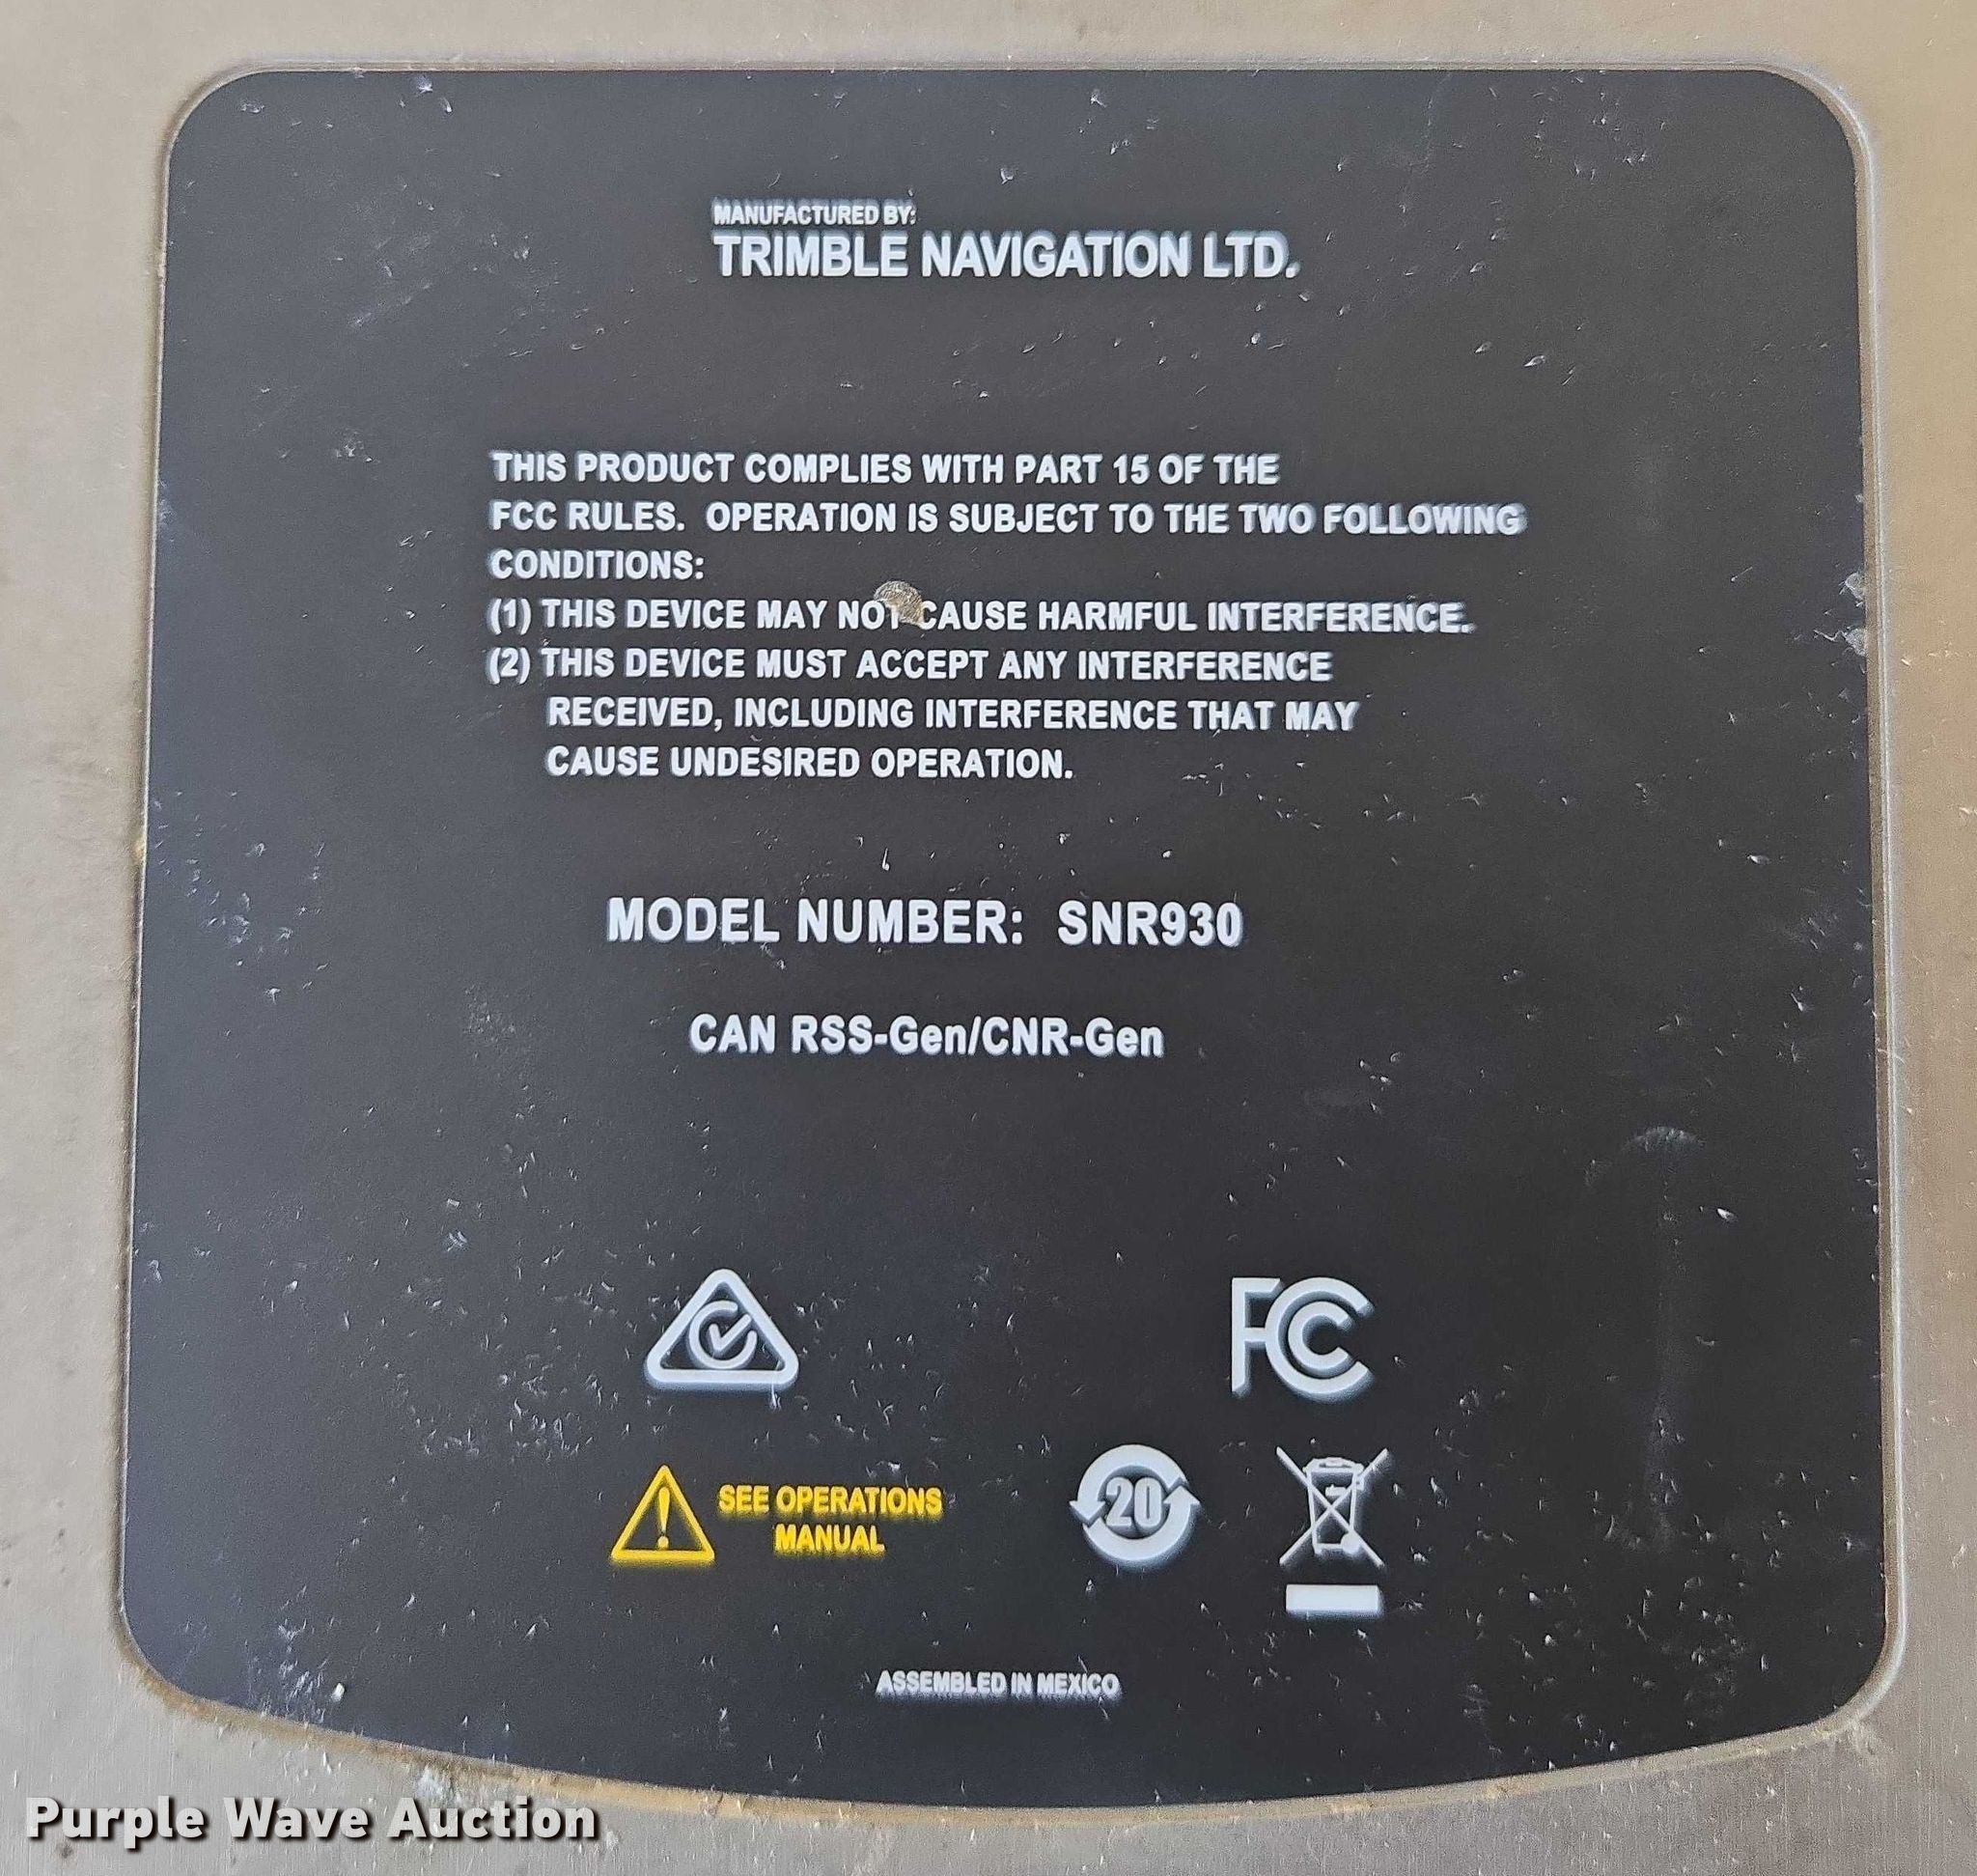 MANUFACTURED BY:
TRIMBLE NAVIGATION LTD.
THIS PRODUCT COMPLIES WITH PART 15 OF THE
FCC RULES. OPERATION IS SUBJECT TO THE TWO FOLLOWING
CONDITIONS:
(1) THIS DEVICE MAY NOT CAUSE HARMFUL INTERFERENCE.
(2) THIS DEVICE MUST ACCEPT ANY INTERFERENCE
RECEIVED, INCLUDING INTERFERENCE THAT MAY
CAUSE UNDESIRED OPERATION.
MODEL NUMBER: SNR930
CAN RSS-Gen/CNR-Gen
FC
SEE OPERATIONS
MANUAL
20
ASSEMBLED IN MEXICO
Purple Wave Auction